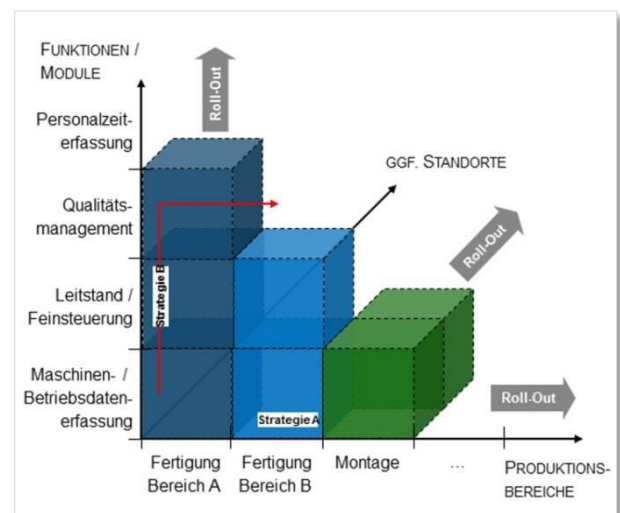 FUNKTIONEN /
MODULE
Roll-Out
Personalzeit-
erfassung
GGF. STANDORTE
Qualitäts-
management
Roll-Out
Strategie B
Leitstand /
Feinsteuerung
Maschinen- /
Betriebsdaten-
erfassung
Roll-Out
Strategie A
Fertigung
Bereich A
Fertigung
Bereich B
Montage
...
PRODUKTIONS-
BEREICHE